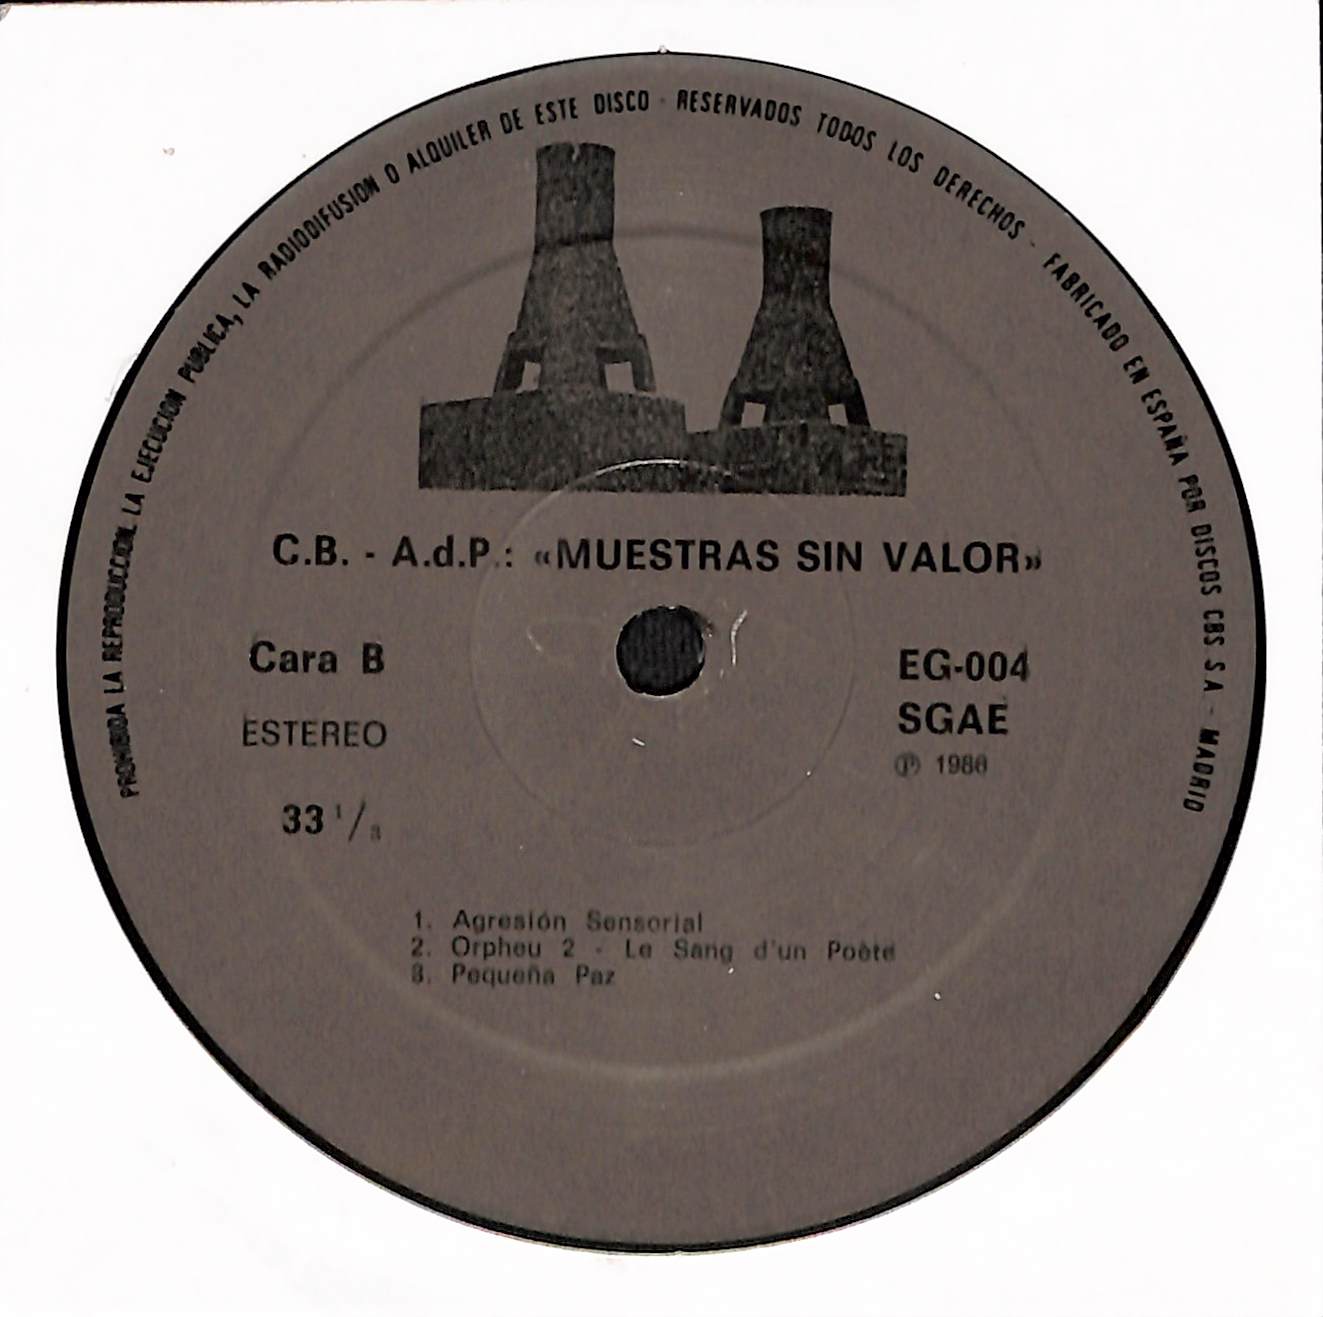 PROHIBIDA LA REPRODUCCION, LA EJECUCION PUBLICA, LA RADIODIFUSION O ALQUILER DE ESTE DISCO - RESERVADOS TODOS LOS DERECHOS - FABRICADO EN ESPAÑA POR DISCOS CBS S.A - MADRID
C.B. - A.d.P.: «MUESTRAS SIN VALOR»
Cara B
ESTEREO
33 1/3
EG-004
SGAE
Ⓟ 1986
1. Agresión Sensorial
2. Orpheu 2 - Le Sang d'un Poète
3. Pequeña Paz